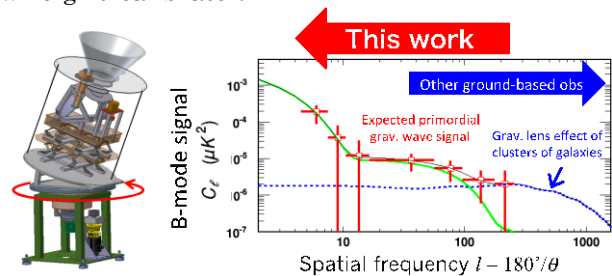 This work
Other ground-based obs
Expected primordial
grav. wave signal
Grav. lens effect of
clusters of galaxies
B-mode signal
Cℓ (μK²)
10⁻³
10⁻⁴
10⁻⁵
10⁻⁶
10⁻⁷
10
100
1000
Spatial frequency l – 180°/θ